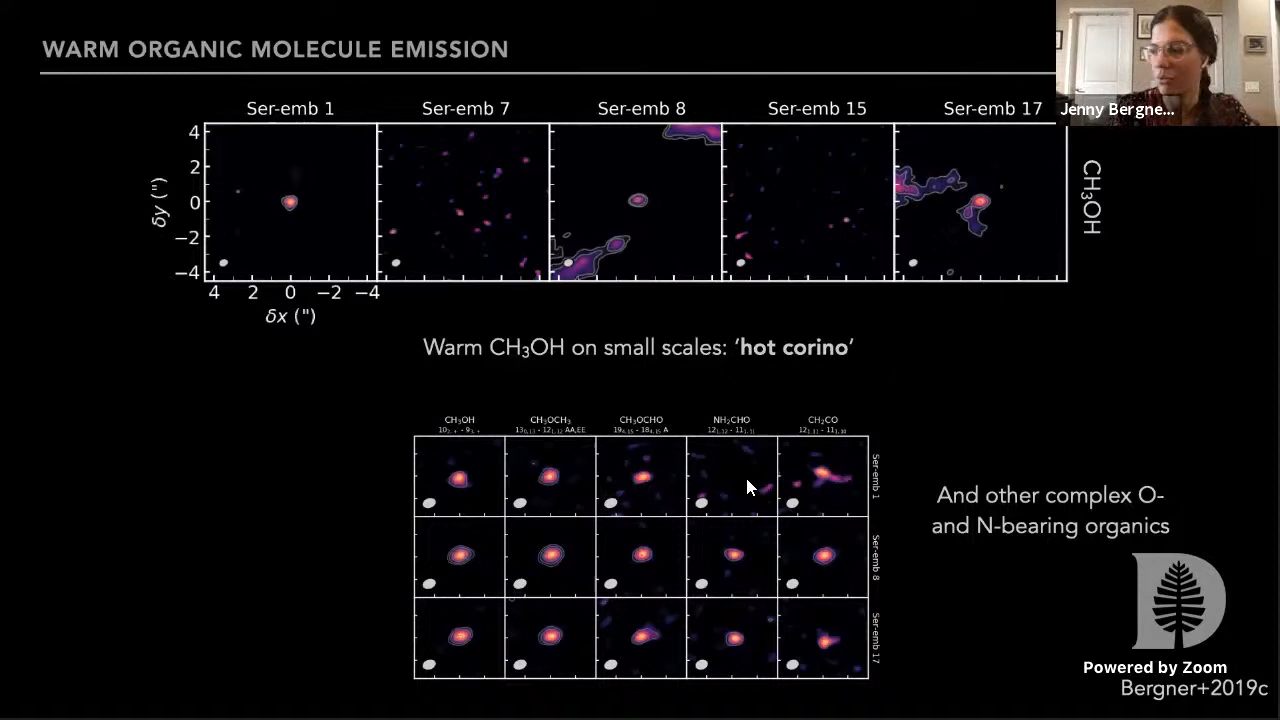 WARM ORGANIC MOLECULE EMISSION
Jenny Bergne...
Ser-emb 1 Ser-emb 7 Ser-emb 8 Ser-emb 15 Ser-emb 17
4
2
0
−2
−4
δy (")
CH₃OH
4 2 0 −2 −4
δx (")
Warm CH₃OH on small scales: ‘hot corino’
CH₃OH CH₃OCH₃ CH₃OCHO NH₂CHO CH₂CO
Ser-emb 1
Ser-emb 8
Ser-emb 17
And other complex O-
and N-bearing organics
D
Powered by Zoom
Bergner+2019c